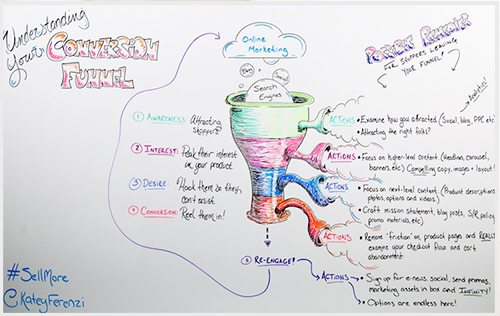 Understanding
your CONVERSION
FUNNEL
Online
Marketing
Blog
Social
Search
Engines
POSSIBLE REASONS
FOR SHOPPERS LEAVING
YOUR FUNNEL*
Analytics!
① AWARENESS: Attracting
shoppers
② INTEREST: Peak their interest
in your product
③ DESIRE: Hook them so they
can't resist
④ CONVERSION: Reel them in!
ACTIONS • Examine how you attracted (Social, blog, PPC etc)
• Attracting the right folks?
ACTIONS • Focus on higher-level content. (Headlines, carousel,
banners, etc) Compelling copy, images + layout!
ACTIONS • Focus on next-level content (Product descriptions
photos, options and videos)
• Craft mission statement, blog posts, S/R policy,
promo materials.
ACTIONS • Remove "friction" on product pages and REALLY
examine your checkout flow and cart
abandonment
⑤ RE-ENGAGE! ACTIONS • Sign up for e-news, social, send promos,
marketing assets in box and INFINITY!
• Options are endless here!
#SellMore
@KateyFerenzi